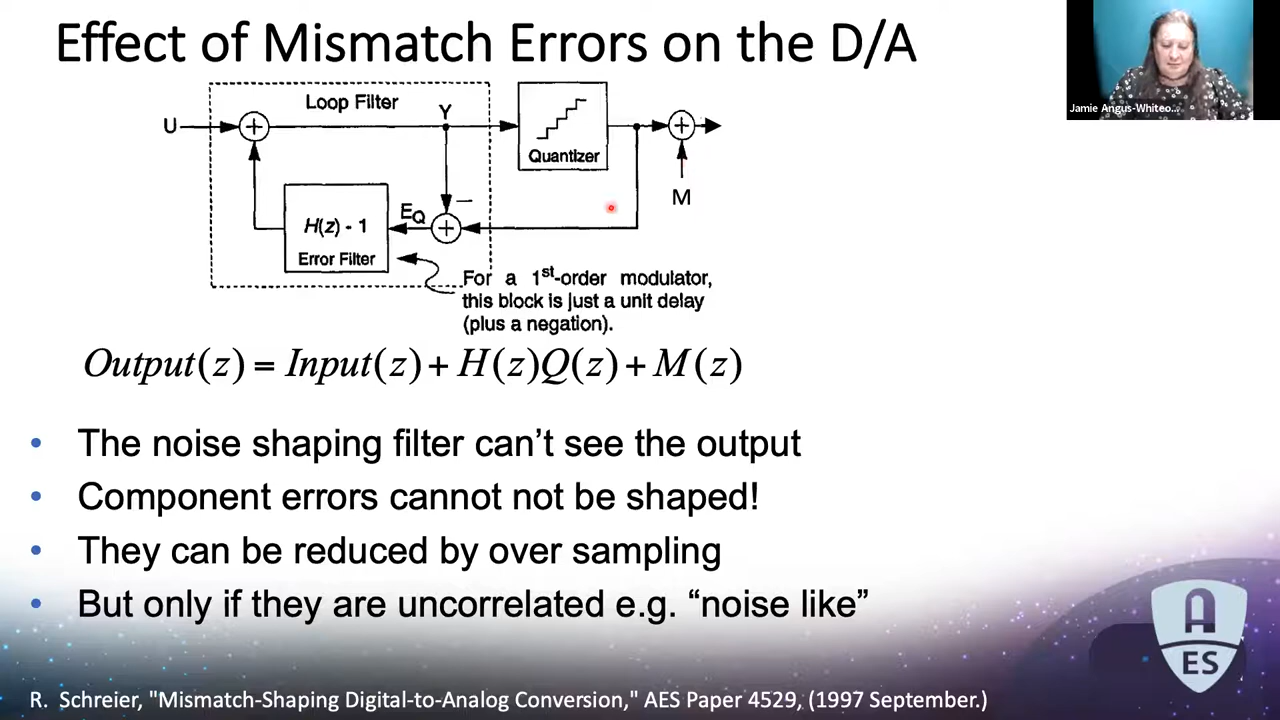 Effect of Mismatch Errors on the D/A
Jamie Angus-Whiteo...
Loop Filter
U
+
Y
Quantizer
+
M
H(z) - 1
Error Filter
EQ
+
−
For a 1st-order modulator,
this block is just a unit delay
(plus a negation).
Output(z) = Input(z) + H(z)Q(z) + M(z)
• The noise shaping filter can’t see the output
• Component errors cannot not be shaped!
• They can be reduced by over sampling
• But only if they are uncorrelated e.g. “noise like”
A
ES
R. Schreier, "Mismatch-Shaping Digital-to-Analog Conversion," AES Paper 4529, (1997 September.)